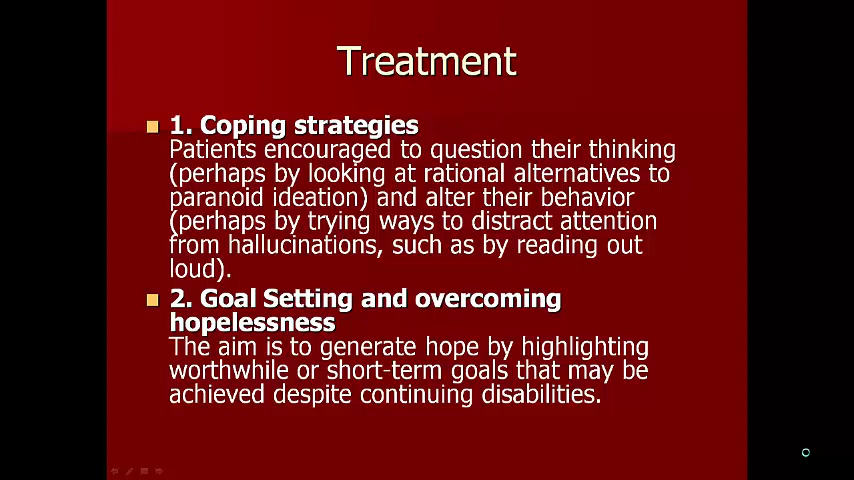 Treatment
1. Coping strategies
Patients encouraged to question their thinking
(perhaps by looking at rational alternatives to
paranoid ideation) and alter their behavior
(perhaps by trying ways to distract attention
from hallucinations, such as by reading out
loud).
2. Goal Setting and overcoming
hopelessness
The aim is to generate hope by highlighting
worthwhile or short-term goals that may be
achieved despite continuing disabilities.